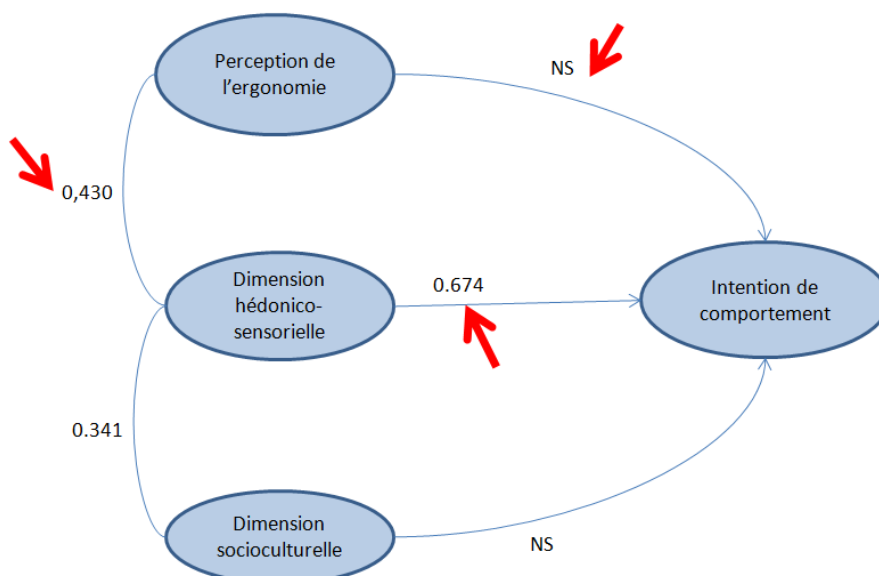 Perception de
l'ergonomie
NS
0,430
Dimension
hédonico-
sensorielle
0.674
Intention de
comportement
0.341
Dimension
socioculturelle
NS